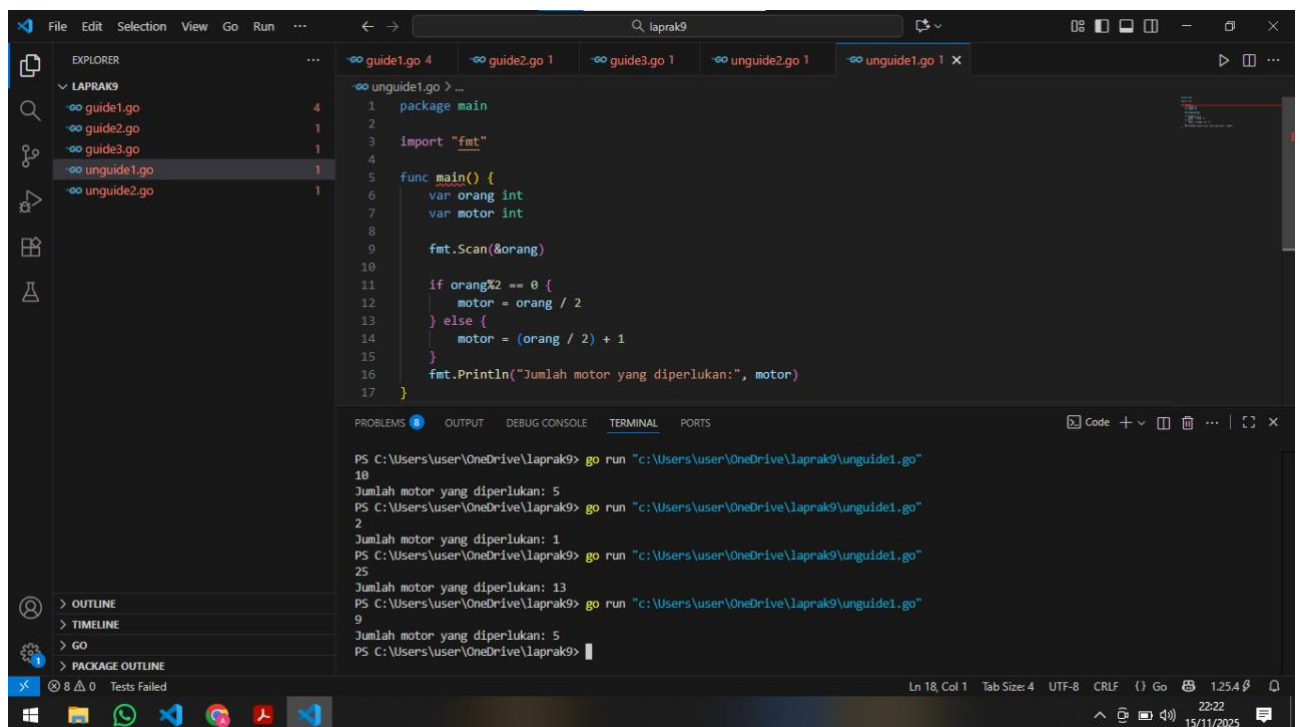 File Edit Selection View Go Run ...
laprak9
EXPLORER
LAPRAK9
guide1.go 4
guide2.go 1
guide3.go 1
unguide1.go 1
unguide2.go 1
OUTLINE
TIMELINE
GO
PACKAGE OUTLINE
guide1.go 4 guide2.go 1 guide3.go 1 unguide2.go 1 unguide1.go 1
unguide1.go > ...
1 package main
2
3 import "fmt"
4
5 func main() {
6 var orang int
7 var motor int
8
9 fmt.Scan(&orang)
10
11 if orang%2 == 0 {
12 motor = orang / 2
13 } else {
14 motor = (orang / 2) + 1
15 }
16 fmt.Println("Jumlah motor yang diperlukan:", motor)
17 }
PROBLEMS 8 OUTPUT DEBUG CONSOLE TERMINAL PORTS
Code
PS C:\Users\user\OneDrive\laprak9> go run "c:\Users\user\OneDrive\laprak9\unguide1.go"
10
Jumlah motor yang diperlukan: 5
PS C:\Users\user\OneDrive\laprak9> go run "c:\Users\user\OneDrive\laprak9\unguide1.go"
2
Jumlah motor yang diperlukan: 1
PS C:\Users\user\OneDrive\laprak9> go run "c:\Users\user\OneDrive\laprak9\unguide1.go"
25
Jumlah motor yang diperlukan: 13
PS C:\Users\user\OneDrive\laprak9> go run "c:\Users\user\OneDrive\laprak9\unguide1.go"
9
Jumlah motor yang diperlukan: 5
PS C:\Users\user\OneDrive\laprak9>
1
8 0 Tests Failed
Ln 18, Col 1 Tab Size: 4 UTF-8 CRLF {} Go 1.25.4
22:22
15/11/2025